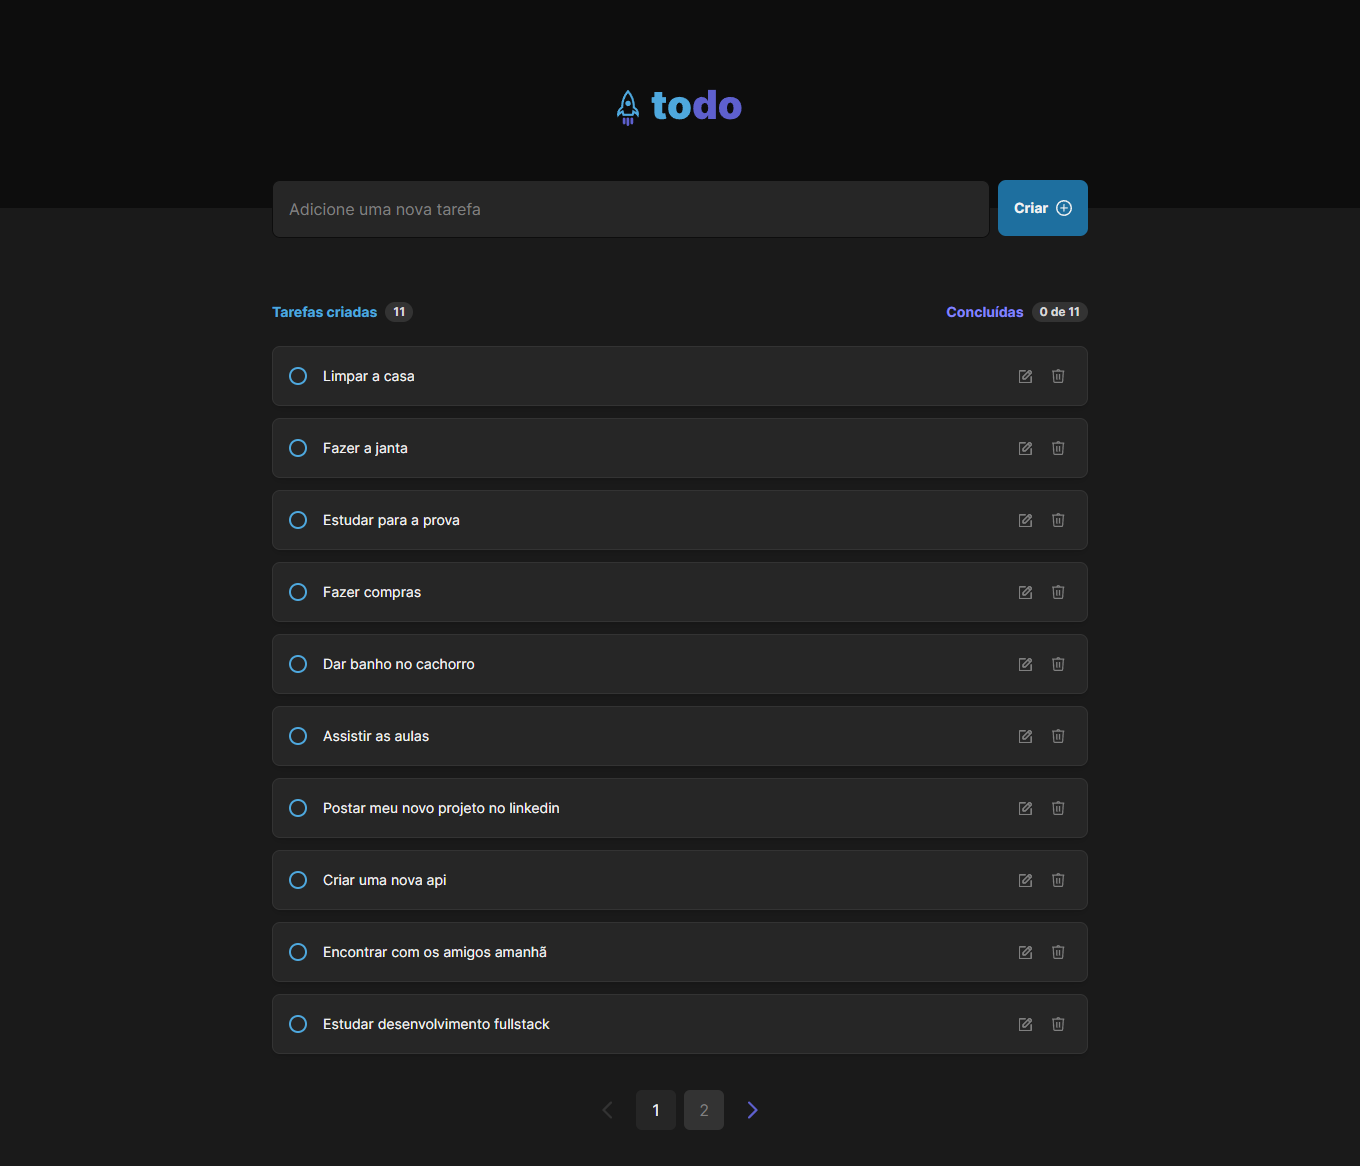 todo
Adicione uma nova tarefa
Criar
Tarefas criadas 11
Concluídas 0 de 11
Limpar a casa
Fazer a janta
Estudar para a prova
Fazer compras
Dar banho no cachorro
Assistir as aulas
Postar meu novo projeto no linkedin
Criar uma nova api
Encontrar com os amigos amanhã
Estudar desenvolvimento fullstack
1 2